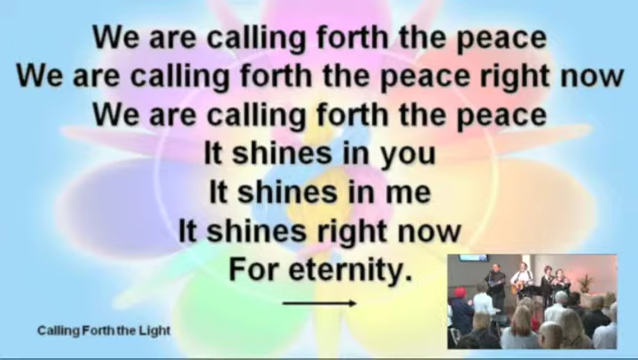 We are calling forth the peace
We are calling forth the peace right now
We are calling forth the peace
It shines in you
It shines in me
It shines right now
For eternity.
Calling Forth the Light